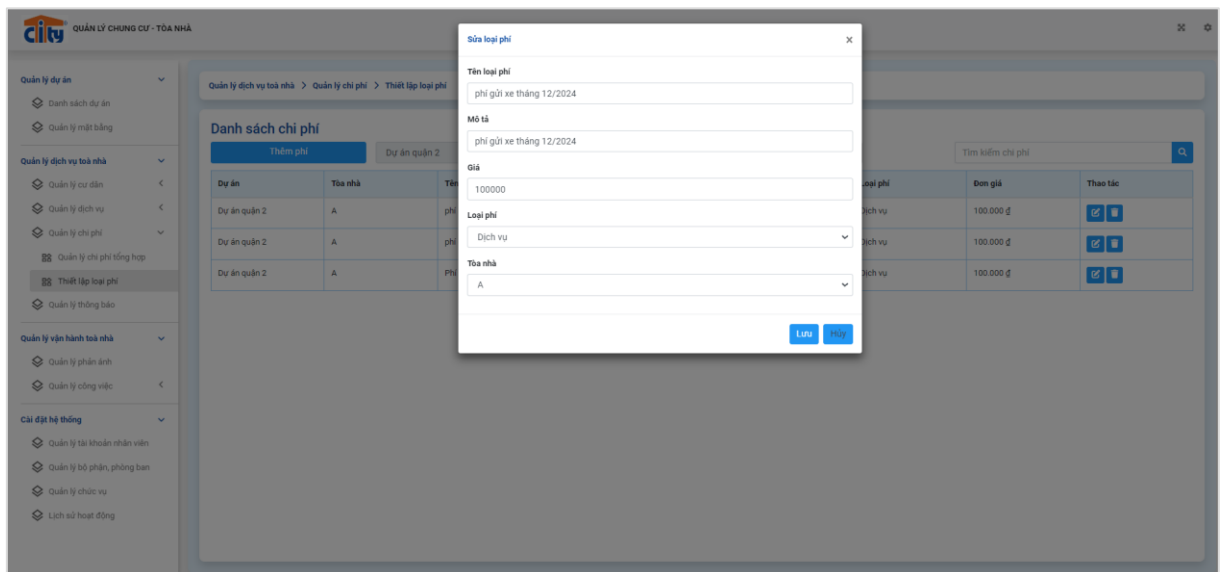 city
QUẢN LÝ CHUNG CƯ - TÒA NHÀ
Quản lý dự án
Danh sách dự án
Quản lý mặt bằng
Quản lý dịch vụ toà nhà
Quản lý cư dân
Quản lý dịch vụ
Quản lý chi phí
Quản lý chi phí tổng hợp
Thiết lập loại phí
Quản lý thông báo
Quản lý vận hành toà nhà
Quản lý phản ánh
Quản lý công việc
Cài đặt hệ thống
Quản lý tài khoản nhân viên
Quản lý bộ phận, phòng ban
Quản lý chức vụ
Lịch sử hoạt động
Quản lý dịch vụ toà nhà > Quản lý chi phí > Thiết lập loại phí
Danh sách chi phí
Thêm phí Dự án quận 2 Tìm kiếm chi phí
Dự án Tòa nhà Tên Loại phí Đơn giá Thao tác
Dự án quận 2 A phí Dịch vụ 100.000 ₫
Dự án quận 2 A phí Dịch vụ 100.000 ₫
Dự án quận 2 A Phí Dịch vụ 100.000 ₫
Sửa loại phí ×
Tên loại phí
phí gửi xe tháng 12/2024
Mô tả
phí gửi xe tháng 12/2024
Giá
100000
Loại phí
Dịch vụ
Tòa nhà
A
Lưu Hủy